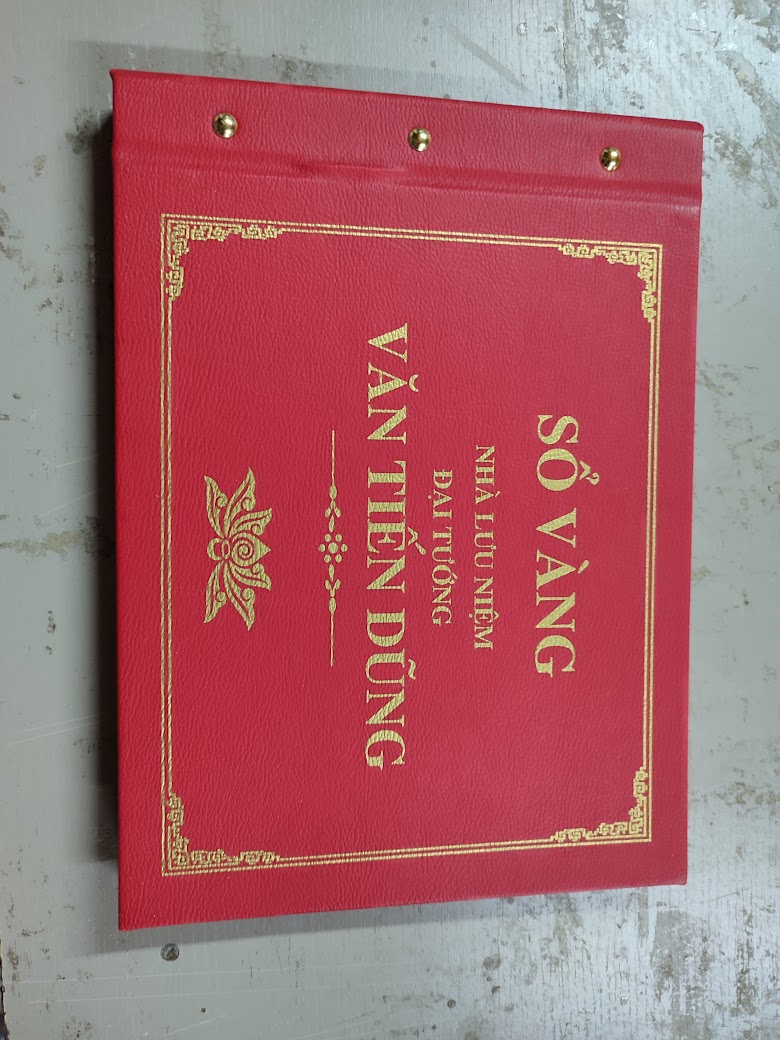 SỔ VÀNG
NHÀ LƯU NIỆM
ĐẠI TƯỚNG
VĂN TIẾN DŨNG